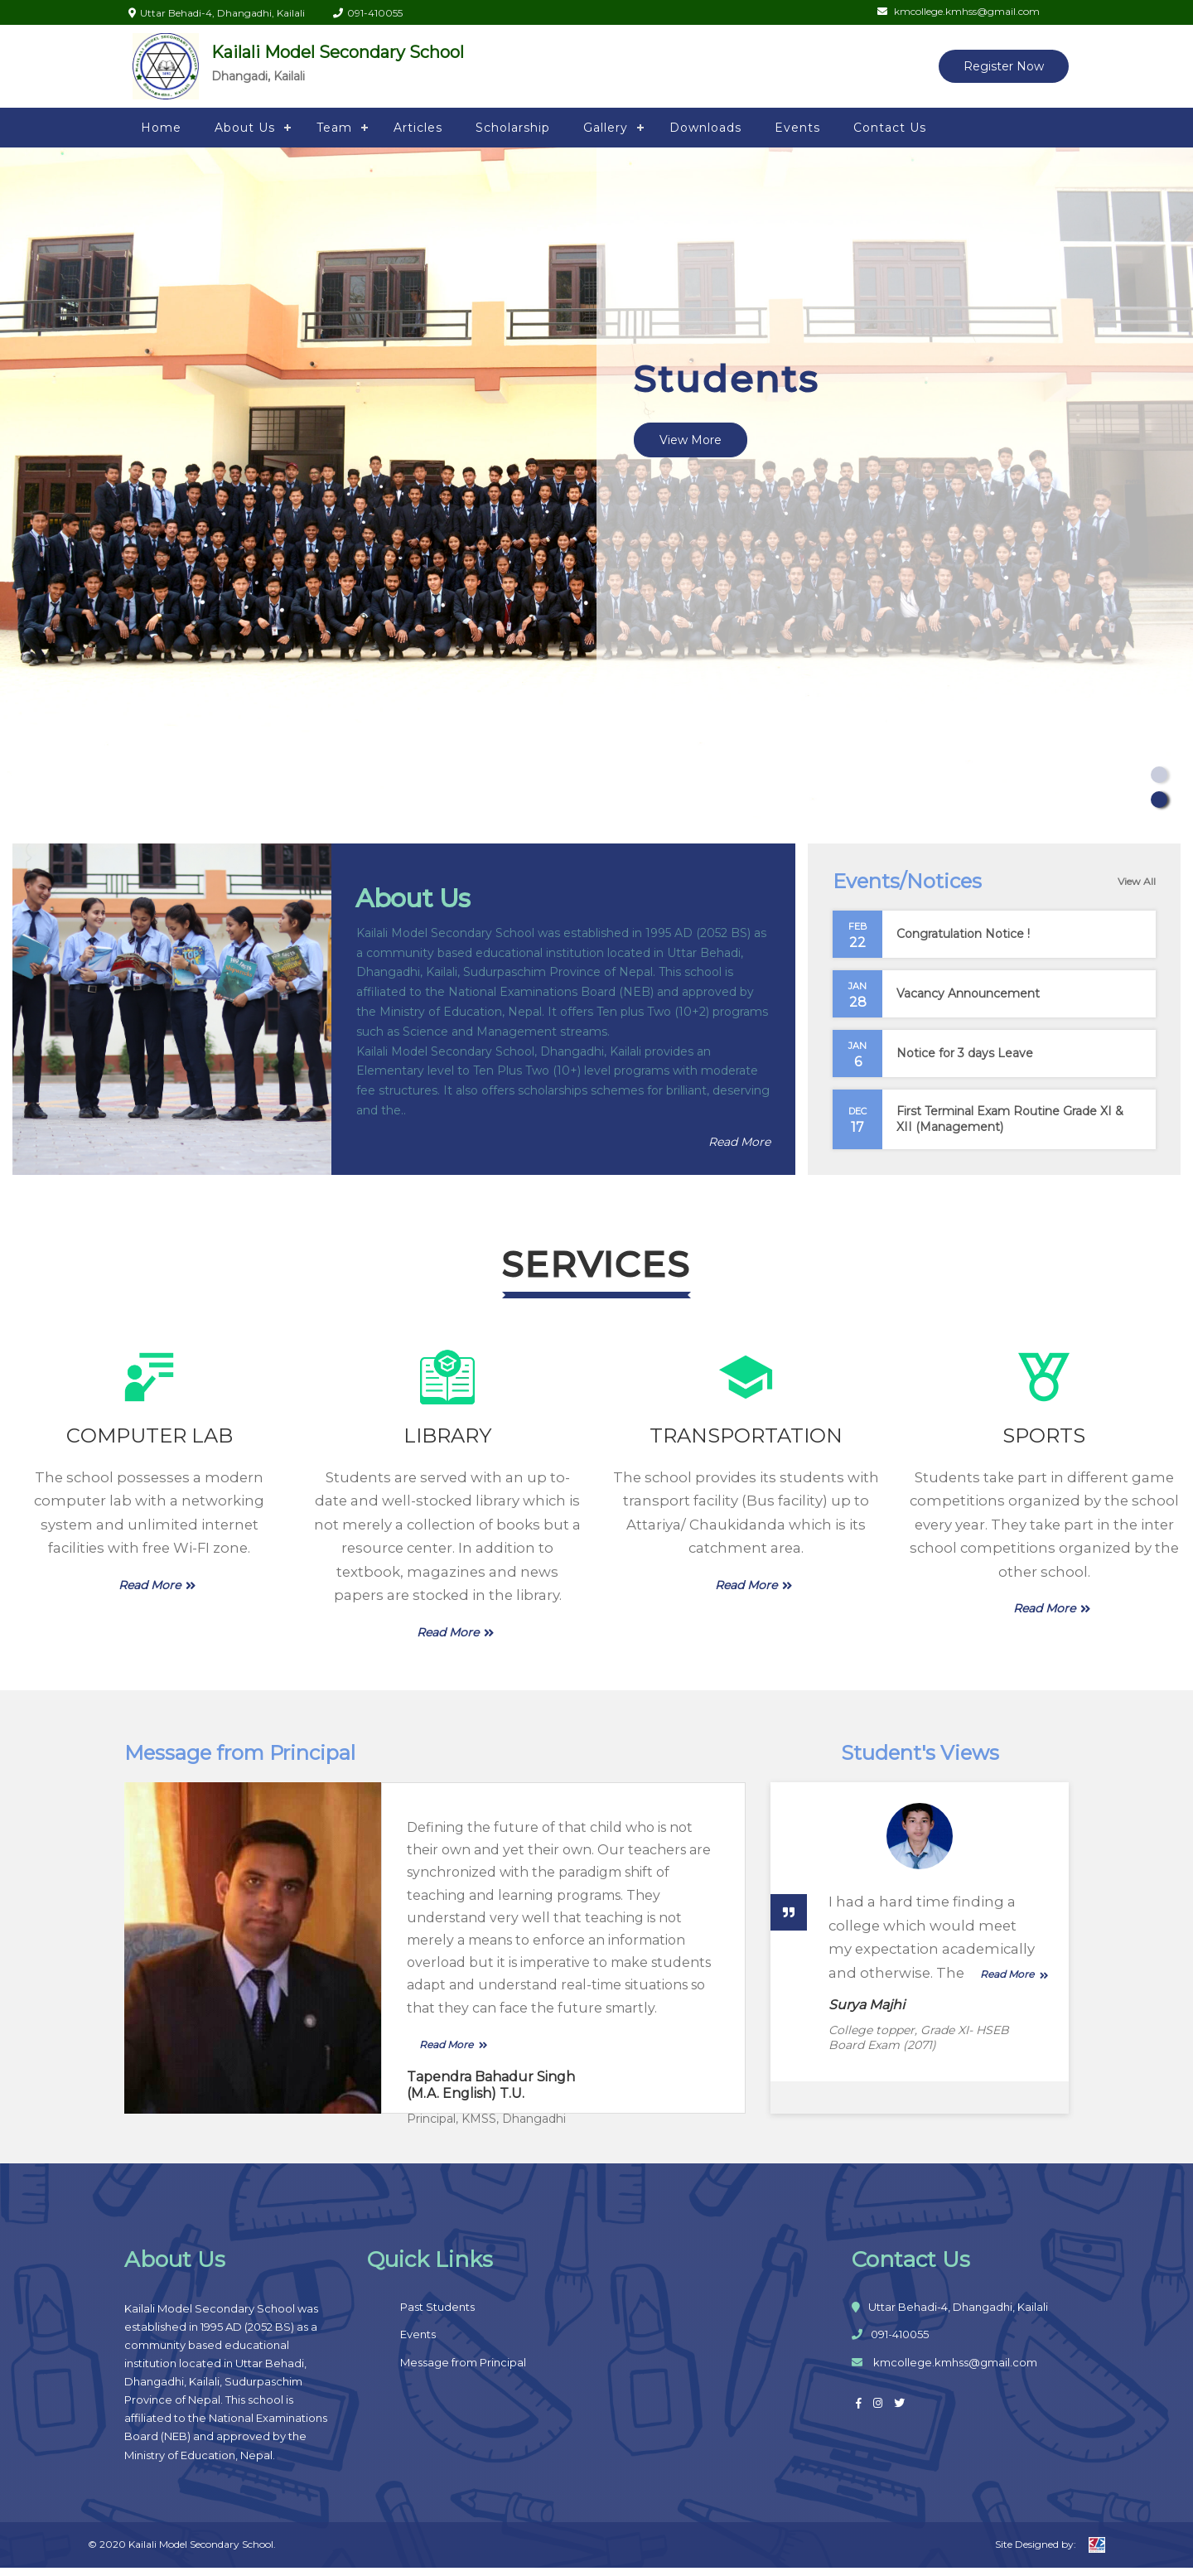 Uttar Behadi-4, Dhangadhi, Kailali 091-410055 kmcollege.kmhss@gmail.com
Kailali Model Secondary School
Dhangadi, Kailali
Register Now
Home About Us + Team + Articles Scholarship Gallery + Downloads Events Contact Us
Students
View More
About Us
Kailali Model Secondary School was established in 1995 AD (2052 BS) as
a community based educational institution located in Uttar Behadi,
Dhangadhi, Kailali, Sudurpaschim Province of Nepal. This school is
affiliated to the National Examinations Board (NEB) and approved by
the Ministry of Education, Nepal. It offers Ten plus Two (10+2) programs
such as Science and Management streams.
Kailali Model Secondary School, Dhangadhi, Kailali provides an
Elementary level to Ten Plus Two (10+) level programs with moderate
fee structures. It also offers scholarships schemes for brilliant, deserving
and the..
Read More
Events/Notices View All
FEB
22
Congratulation Notice !
JAN
28
Vacancy Announcement
JAN
6
Notice for 3 days Leave
DEC
17
First Terminal Exam Routine Grade XI &
XII (Management)
SERVICES
COMPUTER LAB
The school possesses a modern
computer lab with a networking
system and unlimited internet
facilities with free Wi-FI zone.
Read More
LIBRARY
Students are served with an up to-
date and well-stocked library which is
not merely a collection of books but a
resource center. In addition to
textbook, magazines and news
papers are stocked in the library.
Read More
TRANSPORTATION
The school provides its students with
transport facility (Bus facility) up to
Attariya/ Chaukidanda which is its
catchment area.
Read More
SPORTS
Students take part in different game
competitions organized by the school
every year. They take part in the inter
school competitions organized by the
other school.
Read More
Message from Principal
Defining the future of that child who is not
their own and yet their own. Our teachers are
synchronized with the paradigm shift of
teaching and learning programs. They
understand very well that teaching is not
merely a means to enforce an information
overload but it is imperative to make students
adapt and understand real-time situations so
that they can face the future smartly.
Read More
Tapendra Bahadur Singh
(M.A. English) T.U.
Principal, KMSS, Dhangadhi
Student's Views
I had a hard time finding a
college which would meet
my expectation academically
and otherwise. The Read More
Surya Majhi
College topper, Grade XI- HSEB
Board Exam (2071)
About Us
Kailali Model Secondary School was
established in 1995 AD (2052 BS) as a
community based educational
institution located in Uttar Behadi,
Dhangadhi, Kailali, Sudurpaschim
Province of Nepal. This school is
affiliated to the National Examinations
Board (NEB) and approved by the
Ministry of Education, Nepal.
Quick Links
Past Students
Events
Message from Principal
Contact Us
Uttar Behadi-4, Dhangadhi, Kailali
091-410055
kmcollege.kmhss@gmail.com
© 2020 Kailali Model Secondary School. Site Designed by: